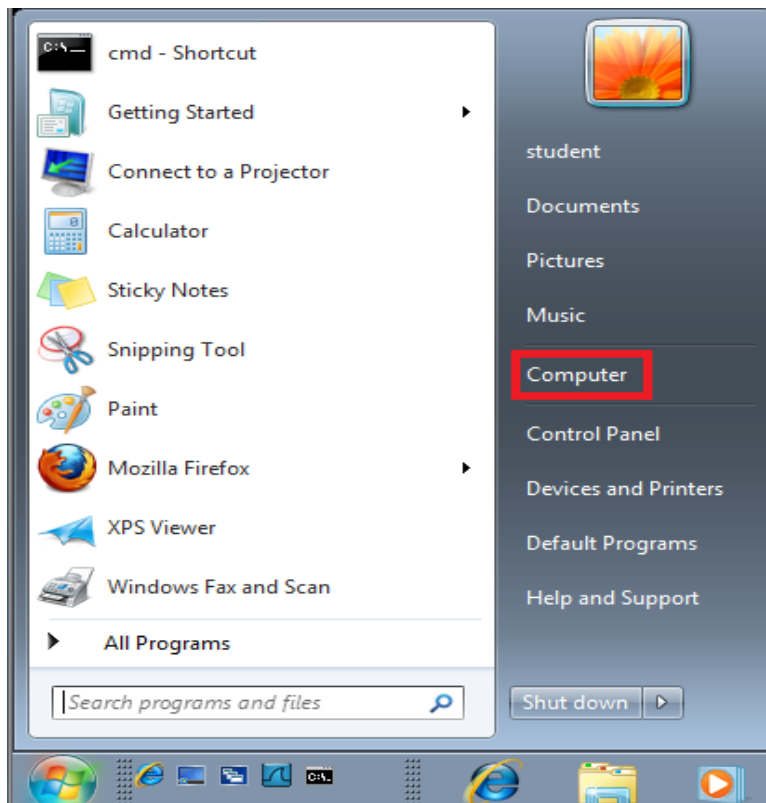 cmd - Shortcut
Getting Started
Connect to a Projector
Calculator
Sticky Notes
Snipping Tool
Paint
Mozilla Firefox
XPS Viewer
Windows Fax and Scan
All Programs
Search programs and files
student
Documents
Pictures
Music
Computer
Control Panel
Devices and Printers
Default Programs
Help and Support
Shut down